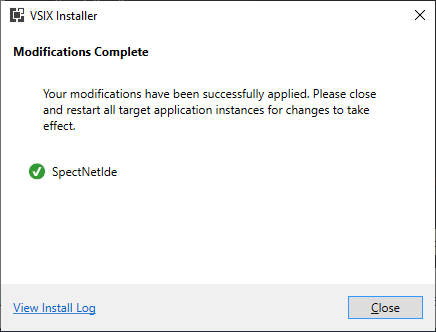 VSIX Installer
Modifications Complete
Your modifications have been successfully applied. Please close
and restart all target application instances for changes to take
effect.
SpectNetIde
View Install Log
Close